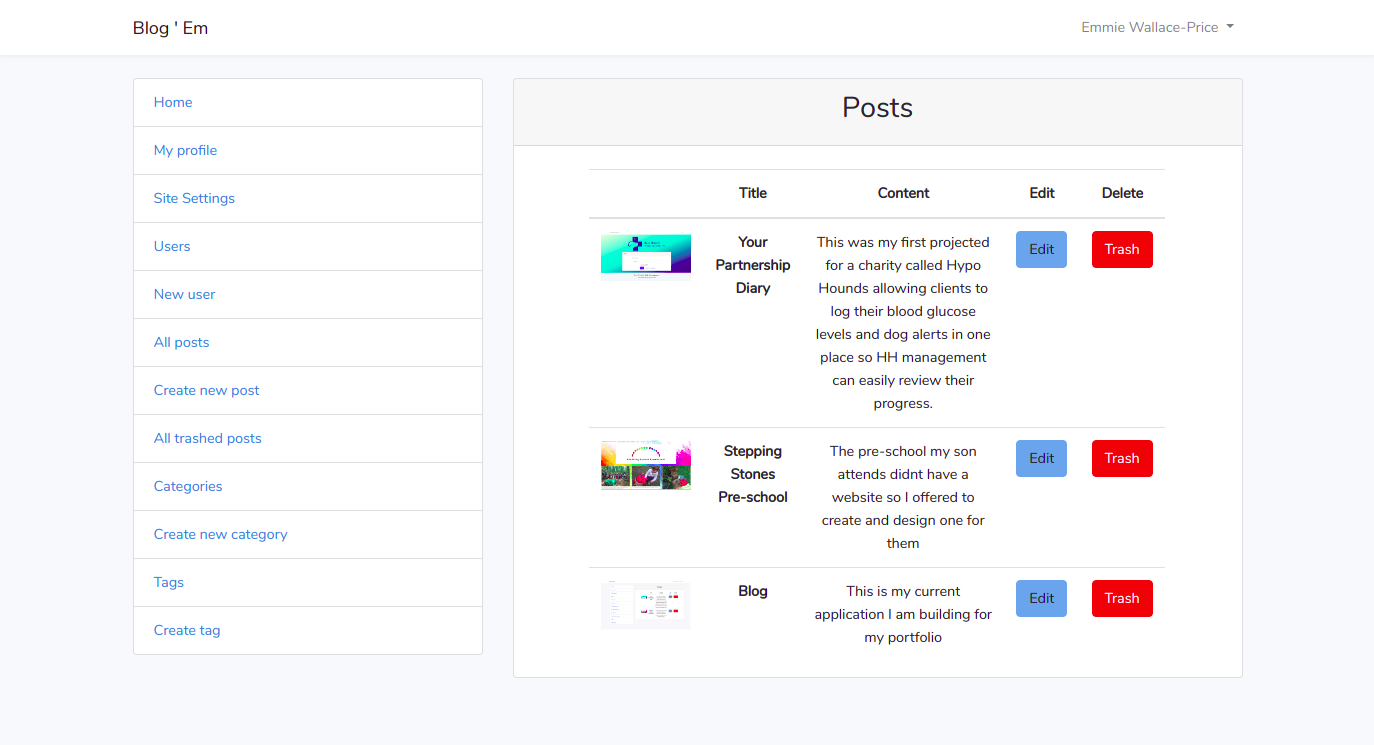 Blog ' Em
Emmie Wallace-Price
Home
My profile
Site Settings
Users
New user
All posts
Create new post
All trashed posts
Categories
Create new category
Tags
Create tag
Posts
Title Content Edit Delete
Your
Partnership
Diary
This was my first projected
for a charity called Hypo
Hounds allowing clients to
log their blood glucose
levels and dog alerts in one
place so HH management
can easily review their
progress.
Edit
Trash
Stepping
Stones
Pre-school
The pre-school my son
attends didnt have a
website so I offered to
create and design one for
them
Edit
Trash
Blog
This is my current
application I am building for
my portfolio
Edit
Trash